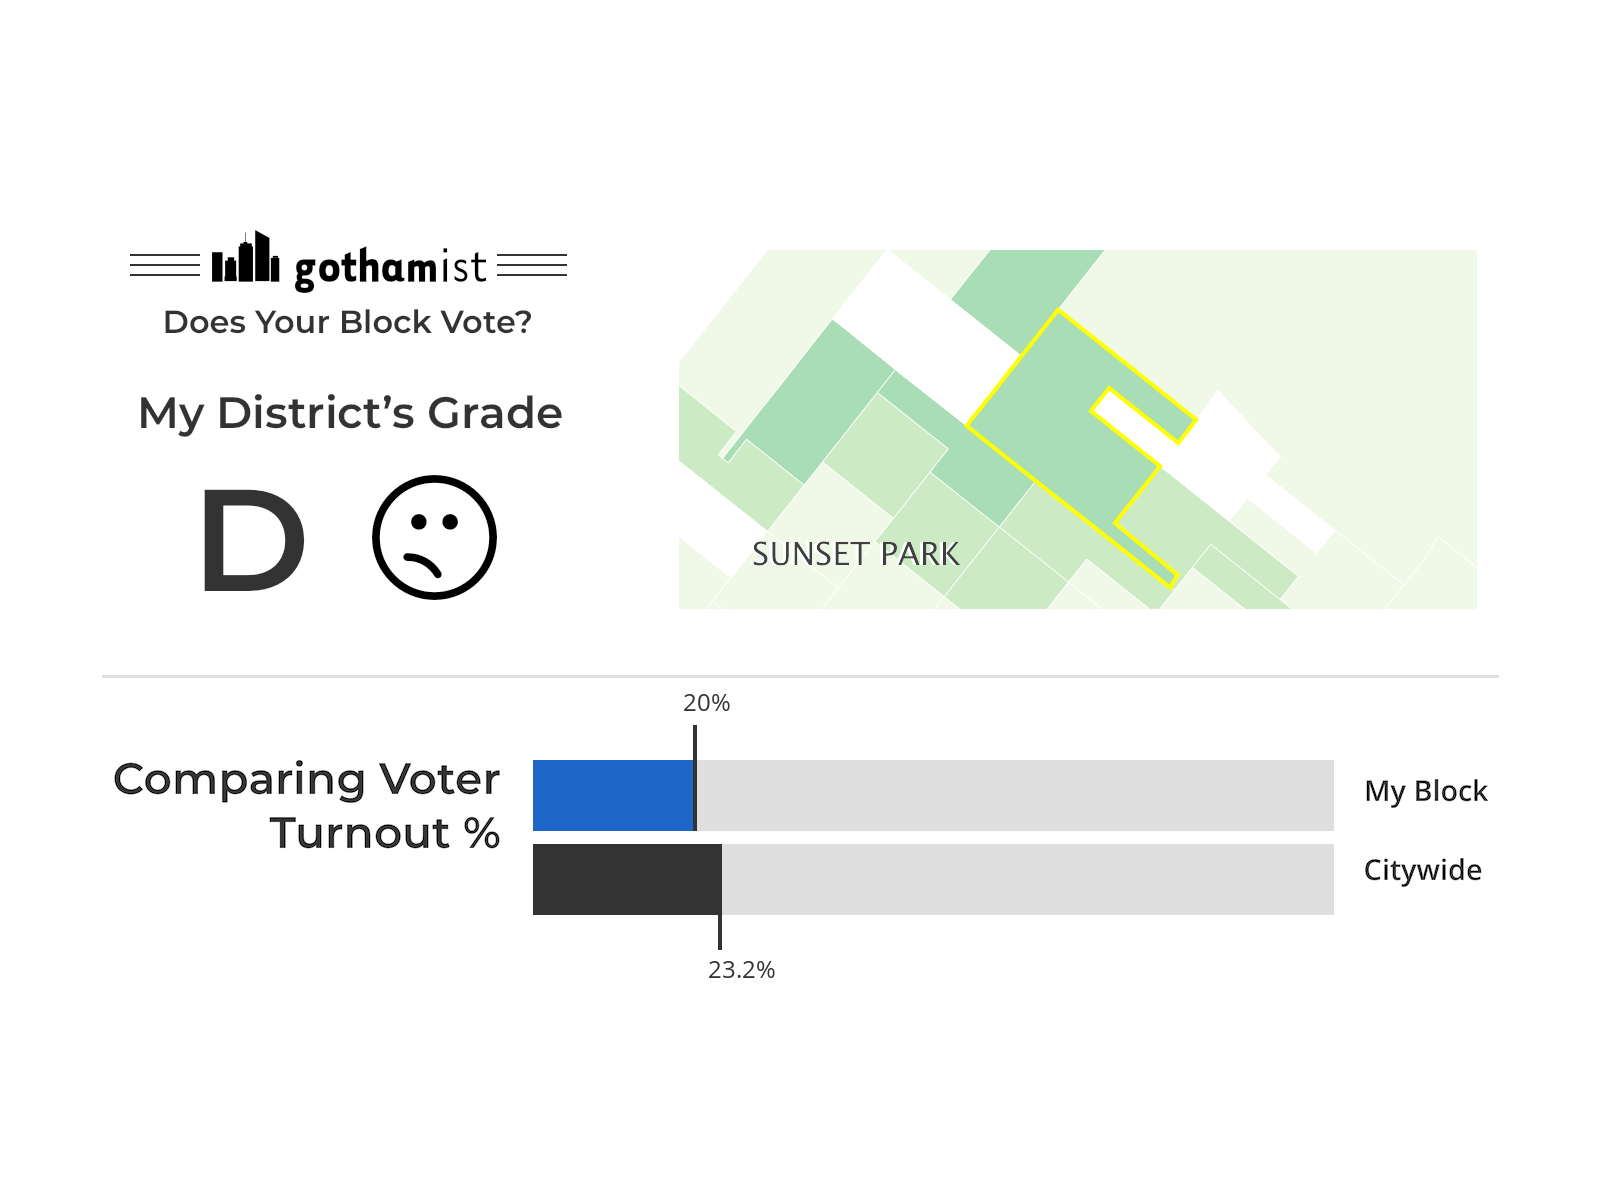 gothamist
Does Your Block Vote?
My District’s Grade
D
SUNSET PARK
20%
Comparing Voter
Turnout %
My Block
Citywide
23.2%